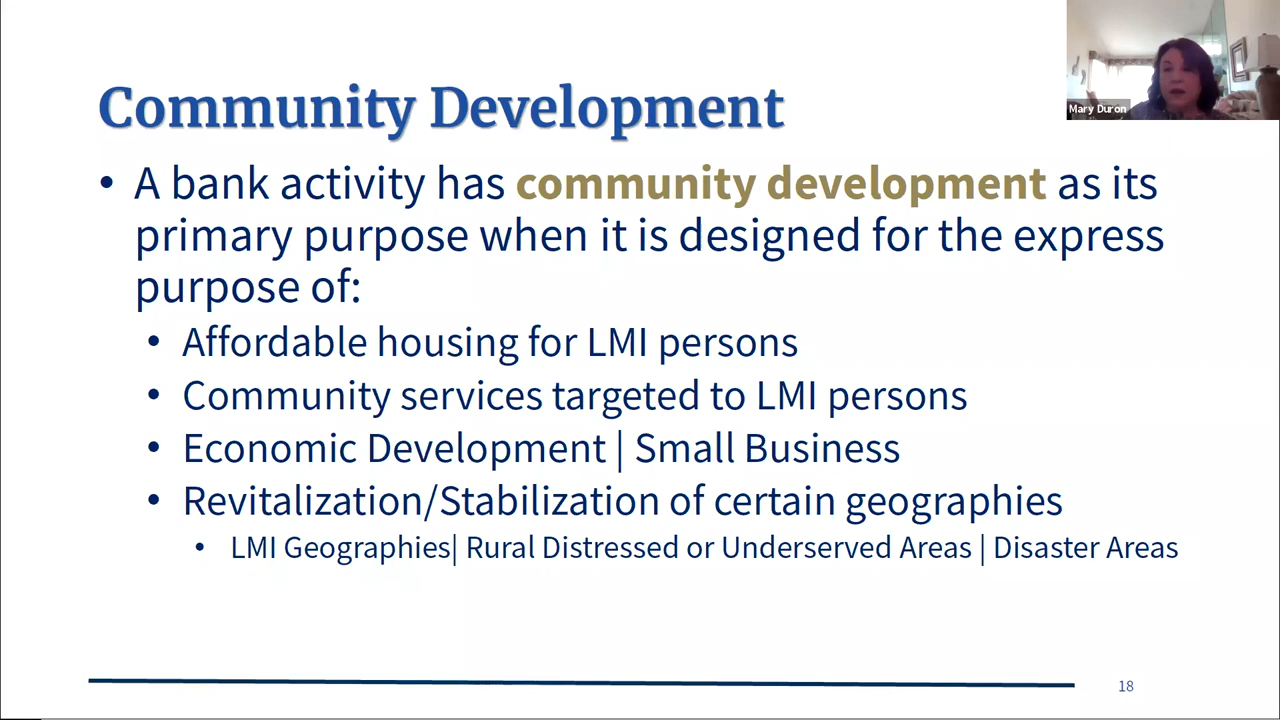 Community Development
• A bank activity has community development as its
primary purpose when it is designed for the express
purpose of:
• Affordable housing for LMI persons
• Community services targeted to LMI persons
• Economic Development | Small Business
• Revitalization/Stabilization of certain geographies
• LMI Geographies| Rural Distressed or Underserved Areas | Disaster Areas
18
Mary Duron